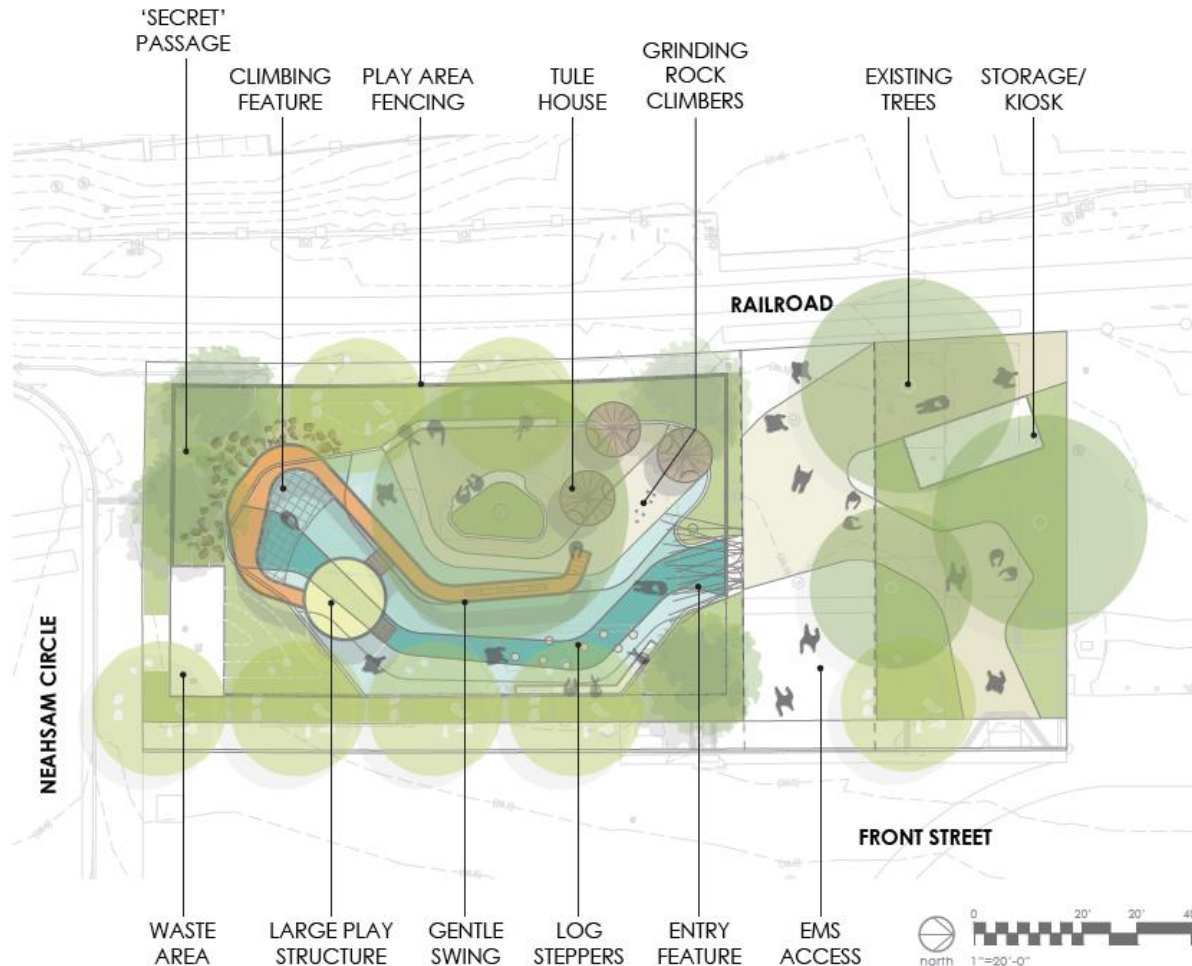 'SECRET'
PASSAGE
CLIMBING
FEATURE
PLAY AREA
FENCING
TULE
HOUSE
GRINDING
ROCK
CLIMBERS
EXISTING
TREES
STORAGE/
KIOSK
RAILROAD
NEAHSAM CIRCLE
FRONT STREET
WASTE
AREA
LARGE PLAY
STRUCTURE
GENTLE
SWING
LOG
STEPPERS
ENTRY
FEATURE
EMS
ACCESS
north
0 20' 20'
1"=20'-0"